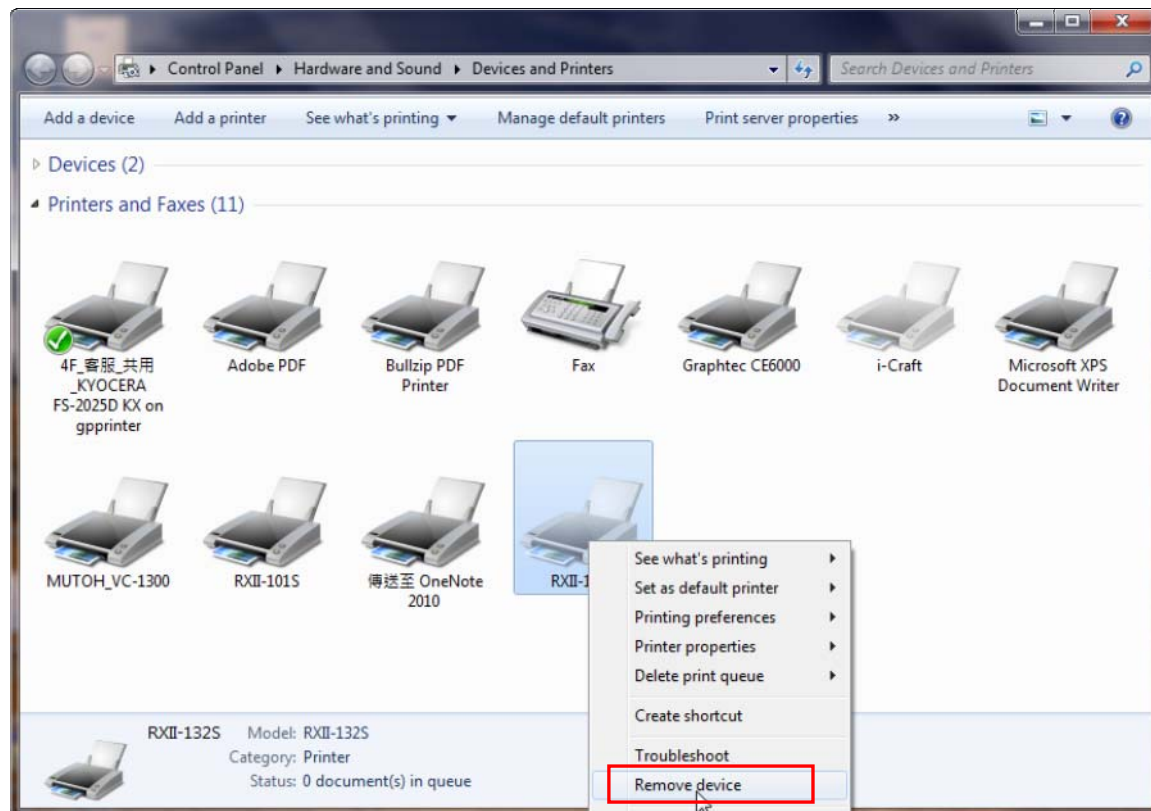 Control Panel ▸ Hardware and Sound ▸ Devices and Printers
Search Devices and Printers
Add a device Add a printer See what's printing Manage default printers Print server properties »
Devices (2)
Printers and Faxes (11)
4F_客服_共用
_KYOCERA
FS-2025D KX on
gpprinter
Adobe PDF
Bullzip PDF
Printer
Fax
Graphtec CE6000
i-Craft
Microsoft XPS
Document Writer
MUTOH_VC-1300
RXII-101S
傳送至 OneNote
2010
RXII-1
See what's printing
Set as default printer
Printing preferences
Printer properties
Delete print queue
Create shortcut
Troubleshoot
Remove device
RXII-132S Model: RXII-132S
Category: Printer
Status: 0 document(s) in queue